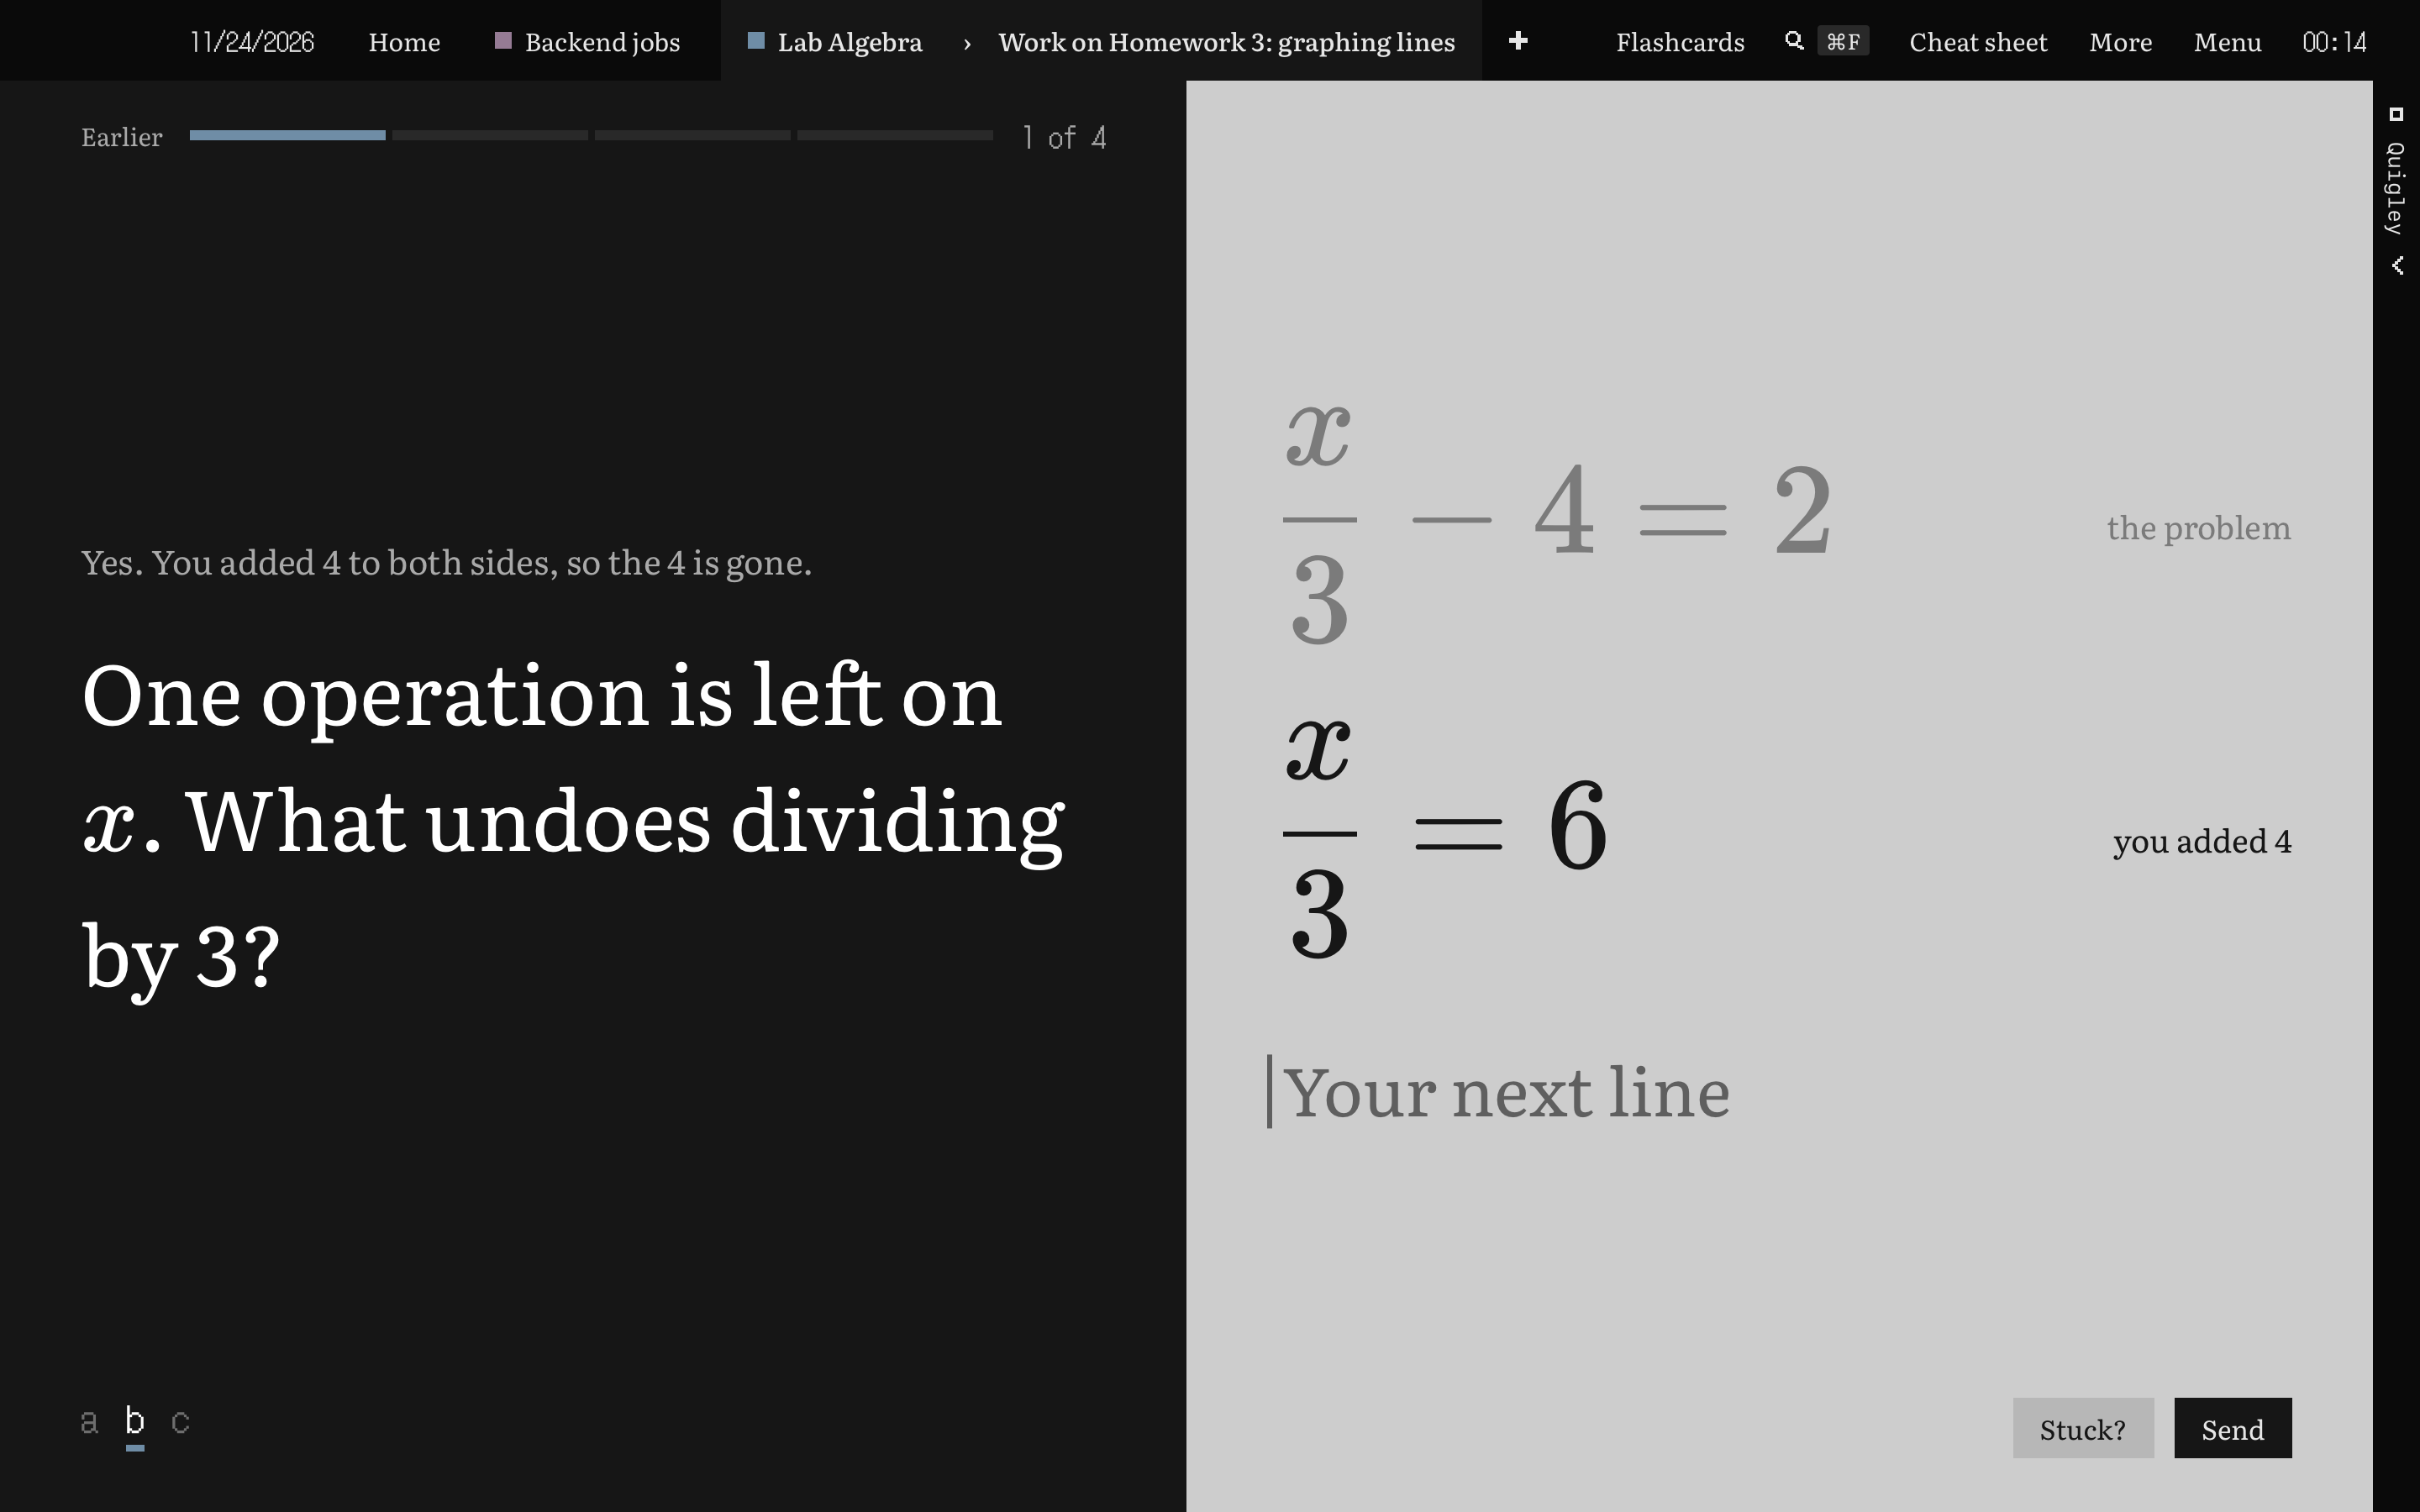 11/24/2026 Home Backend jobs Lab Algebra › Work on Homework 3: graphing lines + Flashcards ⌘F Cheat sheet More Menu 00:14
Quigley
Earlier 1 of 4
Yes. You added 4 to both sides, so the 4 is gone.
One operation is left on
x. What undoes dividing
by 3?
a b c
x/3 − 4 = 2 the problem
x/3 = 6 you added 4
Your next line
Stuck? Send